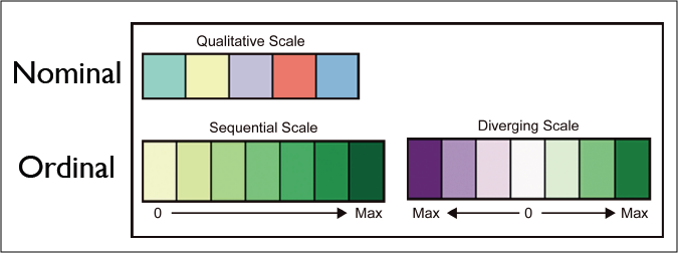 Nominal
Qualitative Scale
Ordinal
Sequential Scale
0 Max
Diverging Scale
Max 0 Max